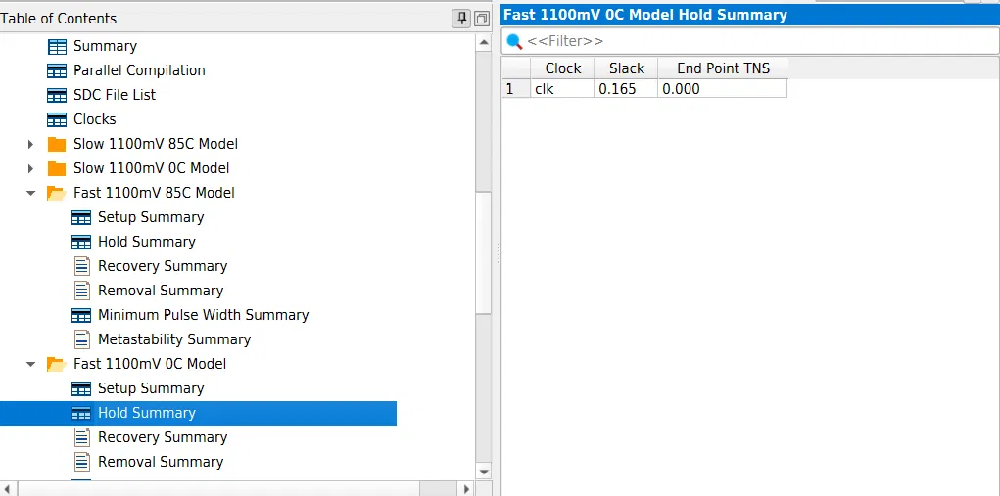 Table of Contents
Summary
Parallel Compilation
SDC File List
Clocks
Slow 1100mV 85C Model
Slow 1100mV 0C Model
Fast 1100mV 85C Model
Setup Summary
Hold Summary
Recovery Summary
Removal Summary
Minimum Pulse Width Summary
Metastability Summary
Fast 1100mV 0C Model
Setup Summary
Hold Summary
Recovery Summary
Removal Summary
Fast 1100mV 0C Model Hold Summary
<<Filter>>
Clock Slack End Point TNS
1 clk 0.165 0.000